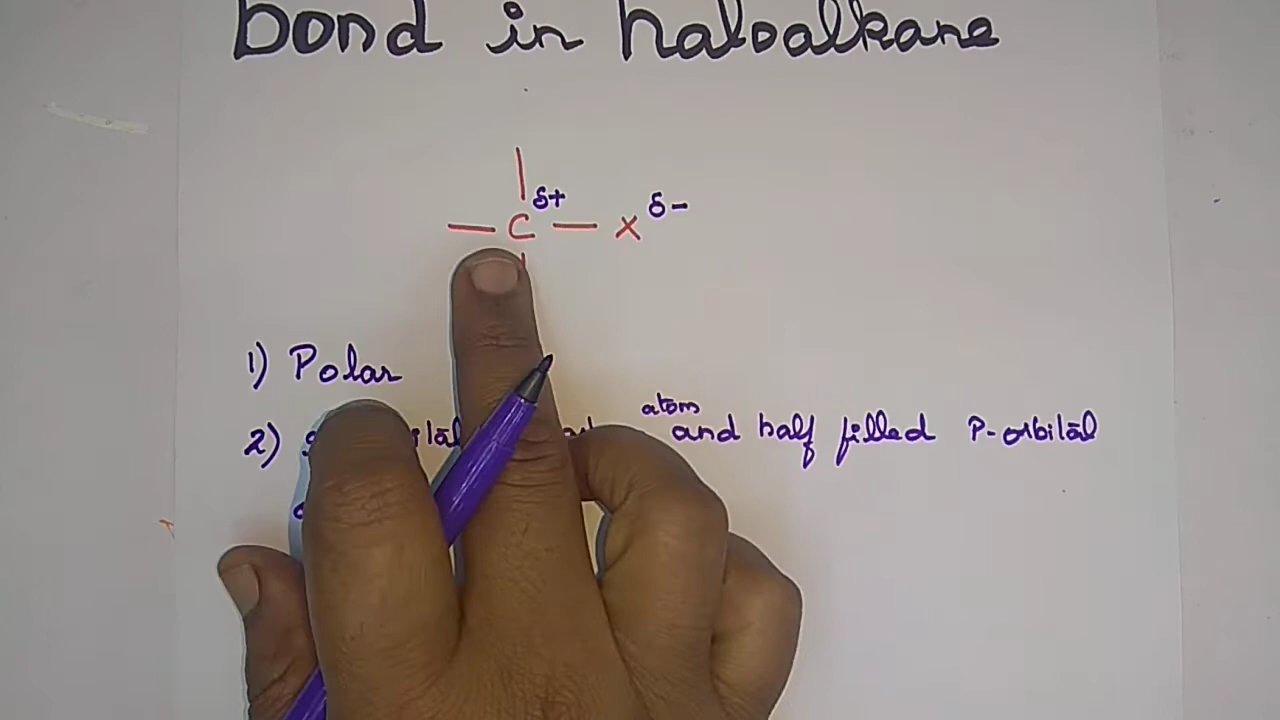 bond in haloalkane
δ+
δ-
— C — x
1) Polar
atom
2) and half filled P-orbital